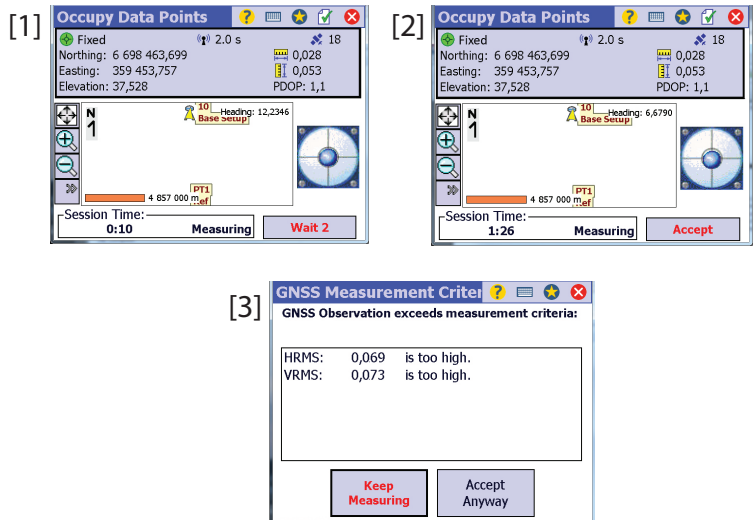 [1]
Occupy Data Points
Fixed 2.0 s 18
Northing: 6 698 463,699 0,028
Easting: 359 453,757 0,053
Elevation: 37,528 PDOP: 1,1
N
1
10 Heading: 12,2346
Base Setup
PT1
4 857 000 m Ref
Session Time:
0:10 Measuring Wait 2
[2]
Occupy Data Points
Fixed 2.0 s 18
Northing: 6 698 463,699 0,028
Easting: 359 453,757 0,053
Elevation: 37,528 PDOP: 1,1
N
1
10 Heading: 6,6790
Base Setup
PT1
4 857 000 m Ref
Session Time:
1:26 Measuring Accept
[3]
GNSS Measurement Criter
GNSS Observation exceeds measurement criteria:
HRMS: 0,069 is too high.
VRMS: 0,073 is too high.
Keep
Measuring
Accept
Anyway